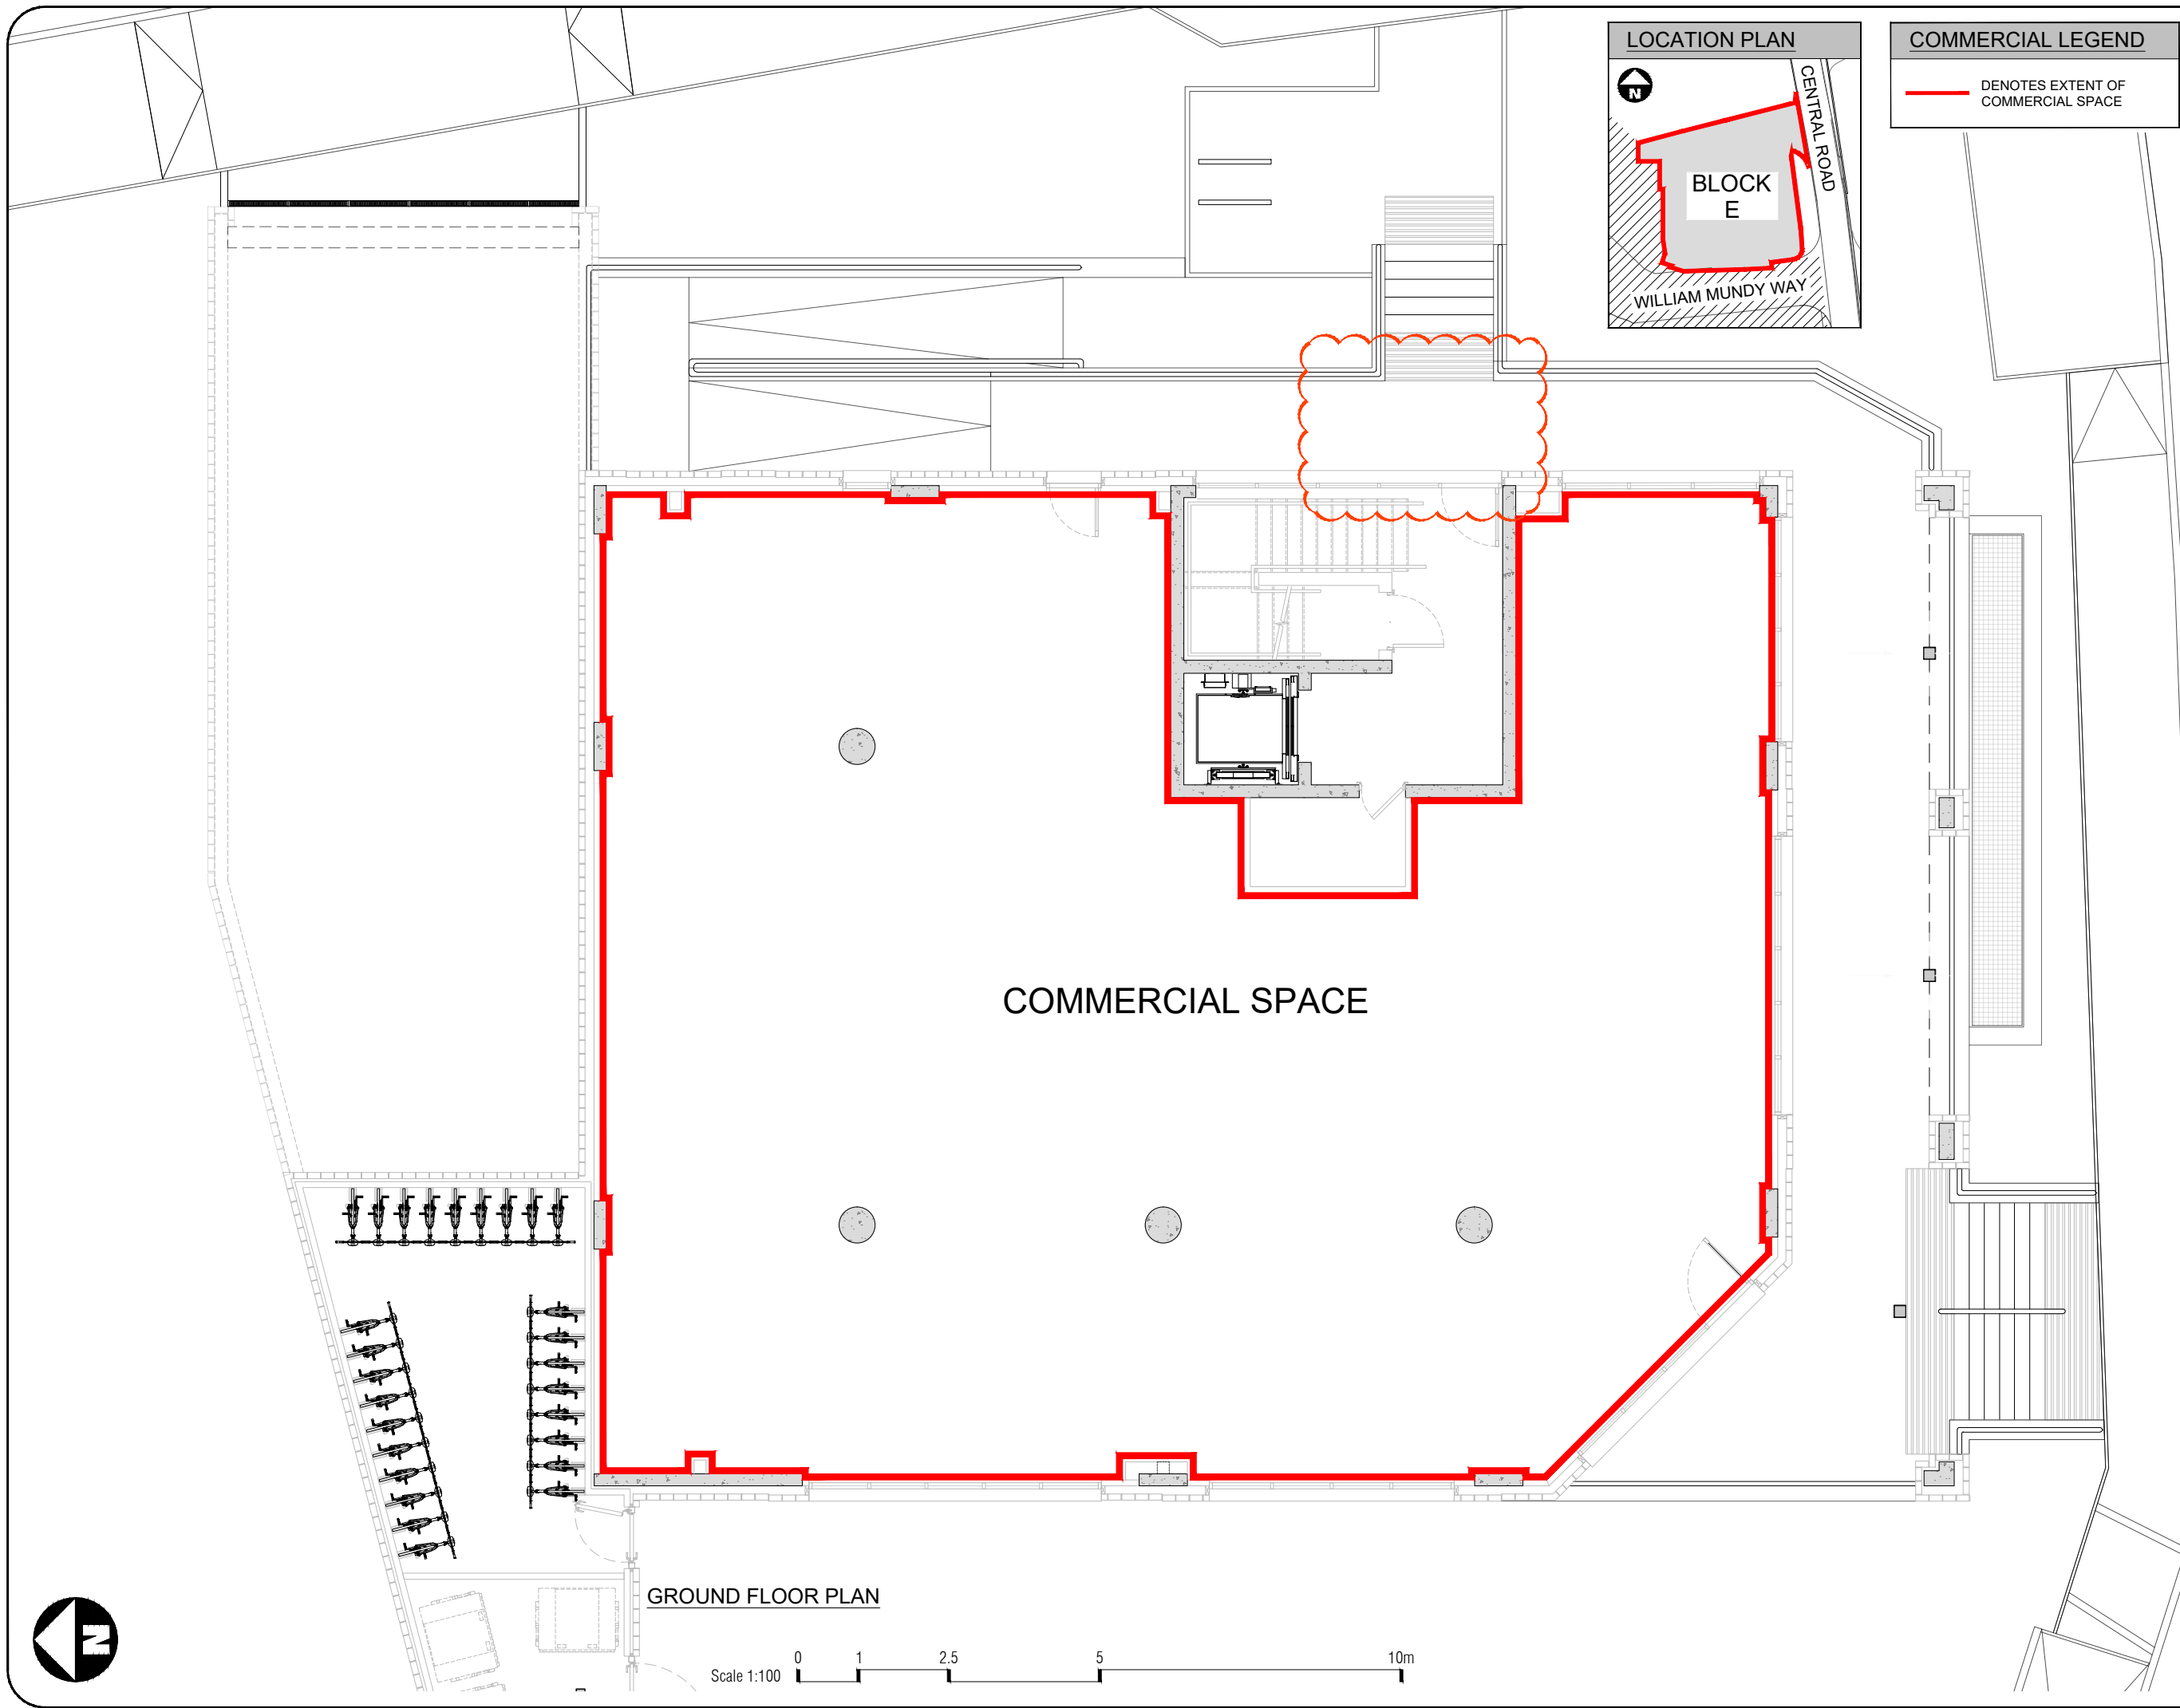 LOCATION PLAN
N
CENTRAL ROAD
BLOCK
E
WILLIAM MUNDY WAY
COMMERCIAL LEGEND
DENOTES EXTENT OF
COMMERCIAL SPACE
COMMERCIAL SPACE
GROUND FLOOR PLAN
N
Scale 1:100
0 1 2.5 5 10m